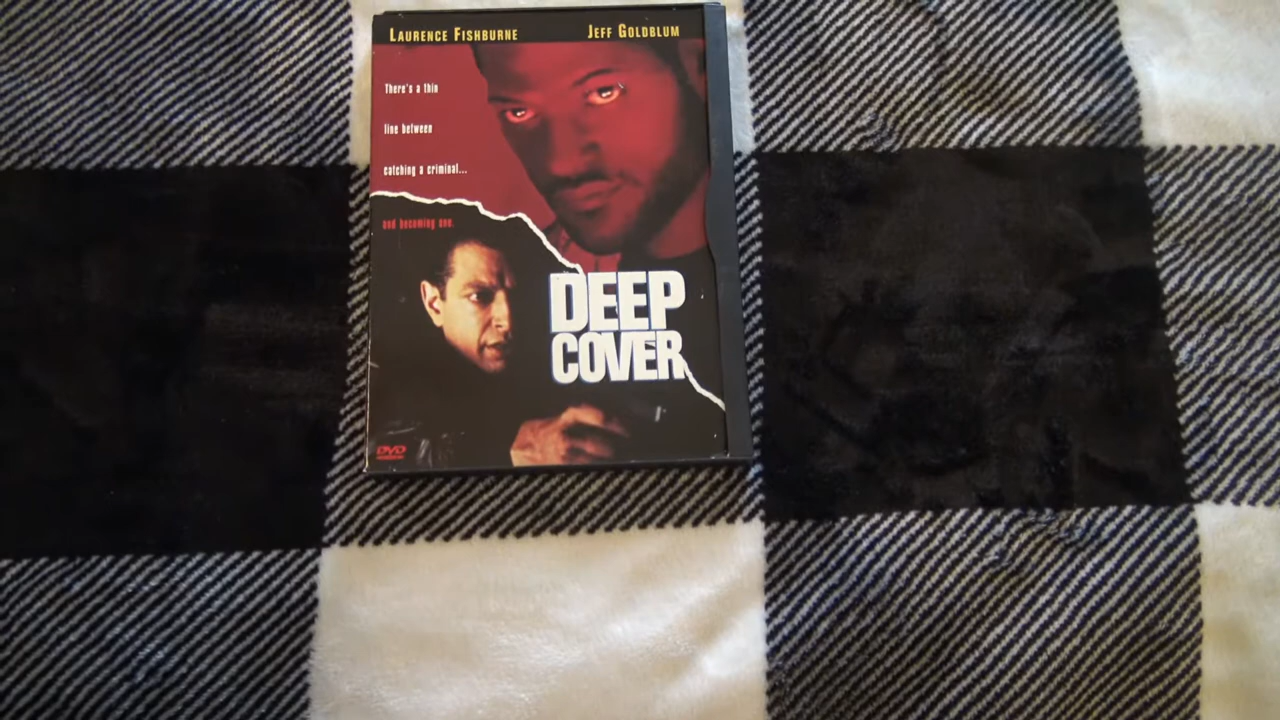 LAURENCE FISHBURNE JEFF GOLDBLUM
There's a thin
line between
catching a criminal...
and becoming one.
DEEP
COVER
DVD